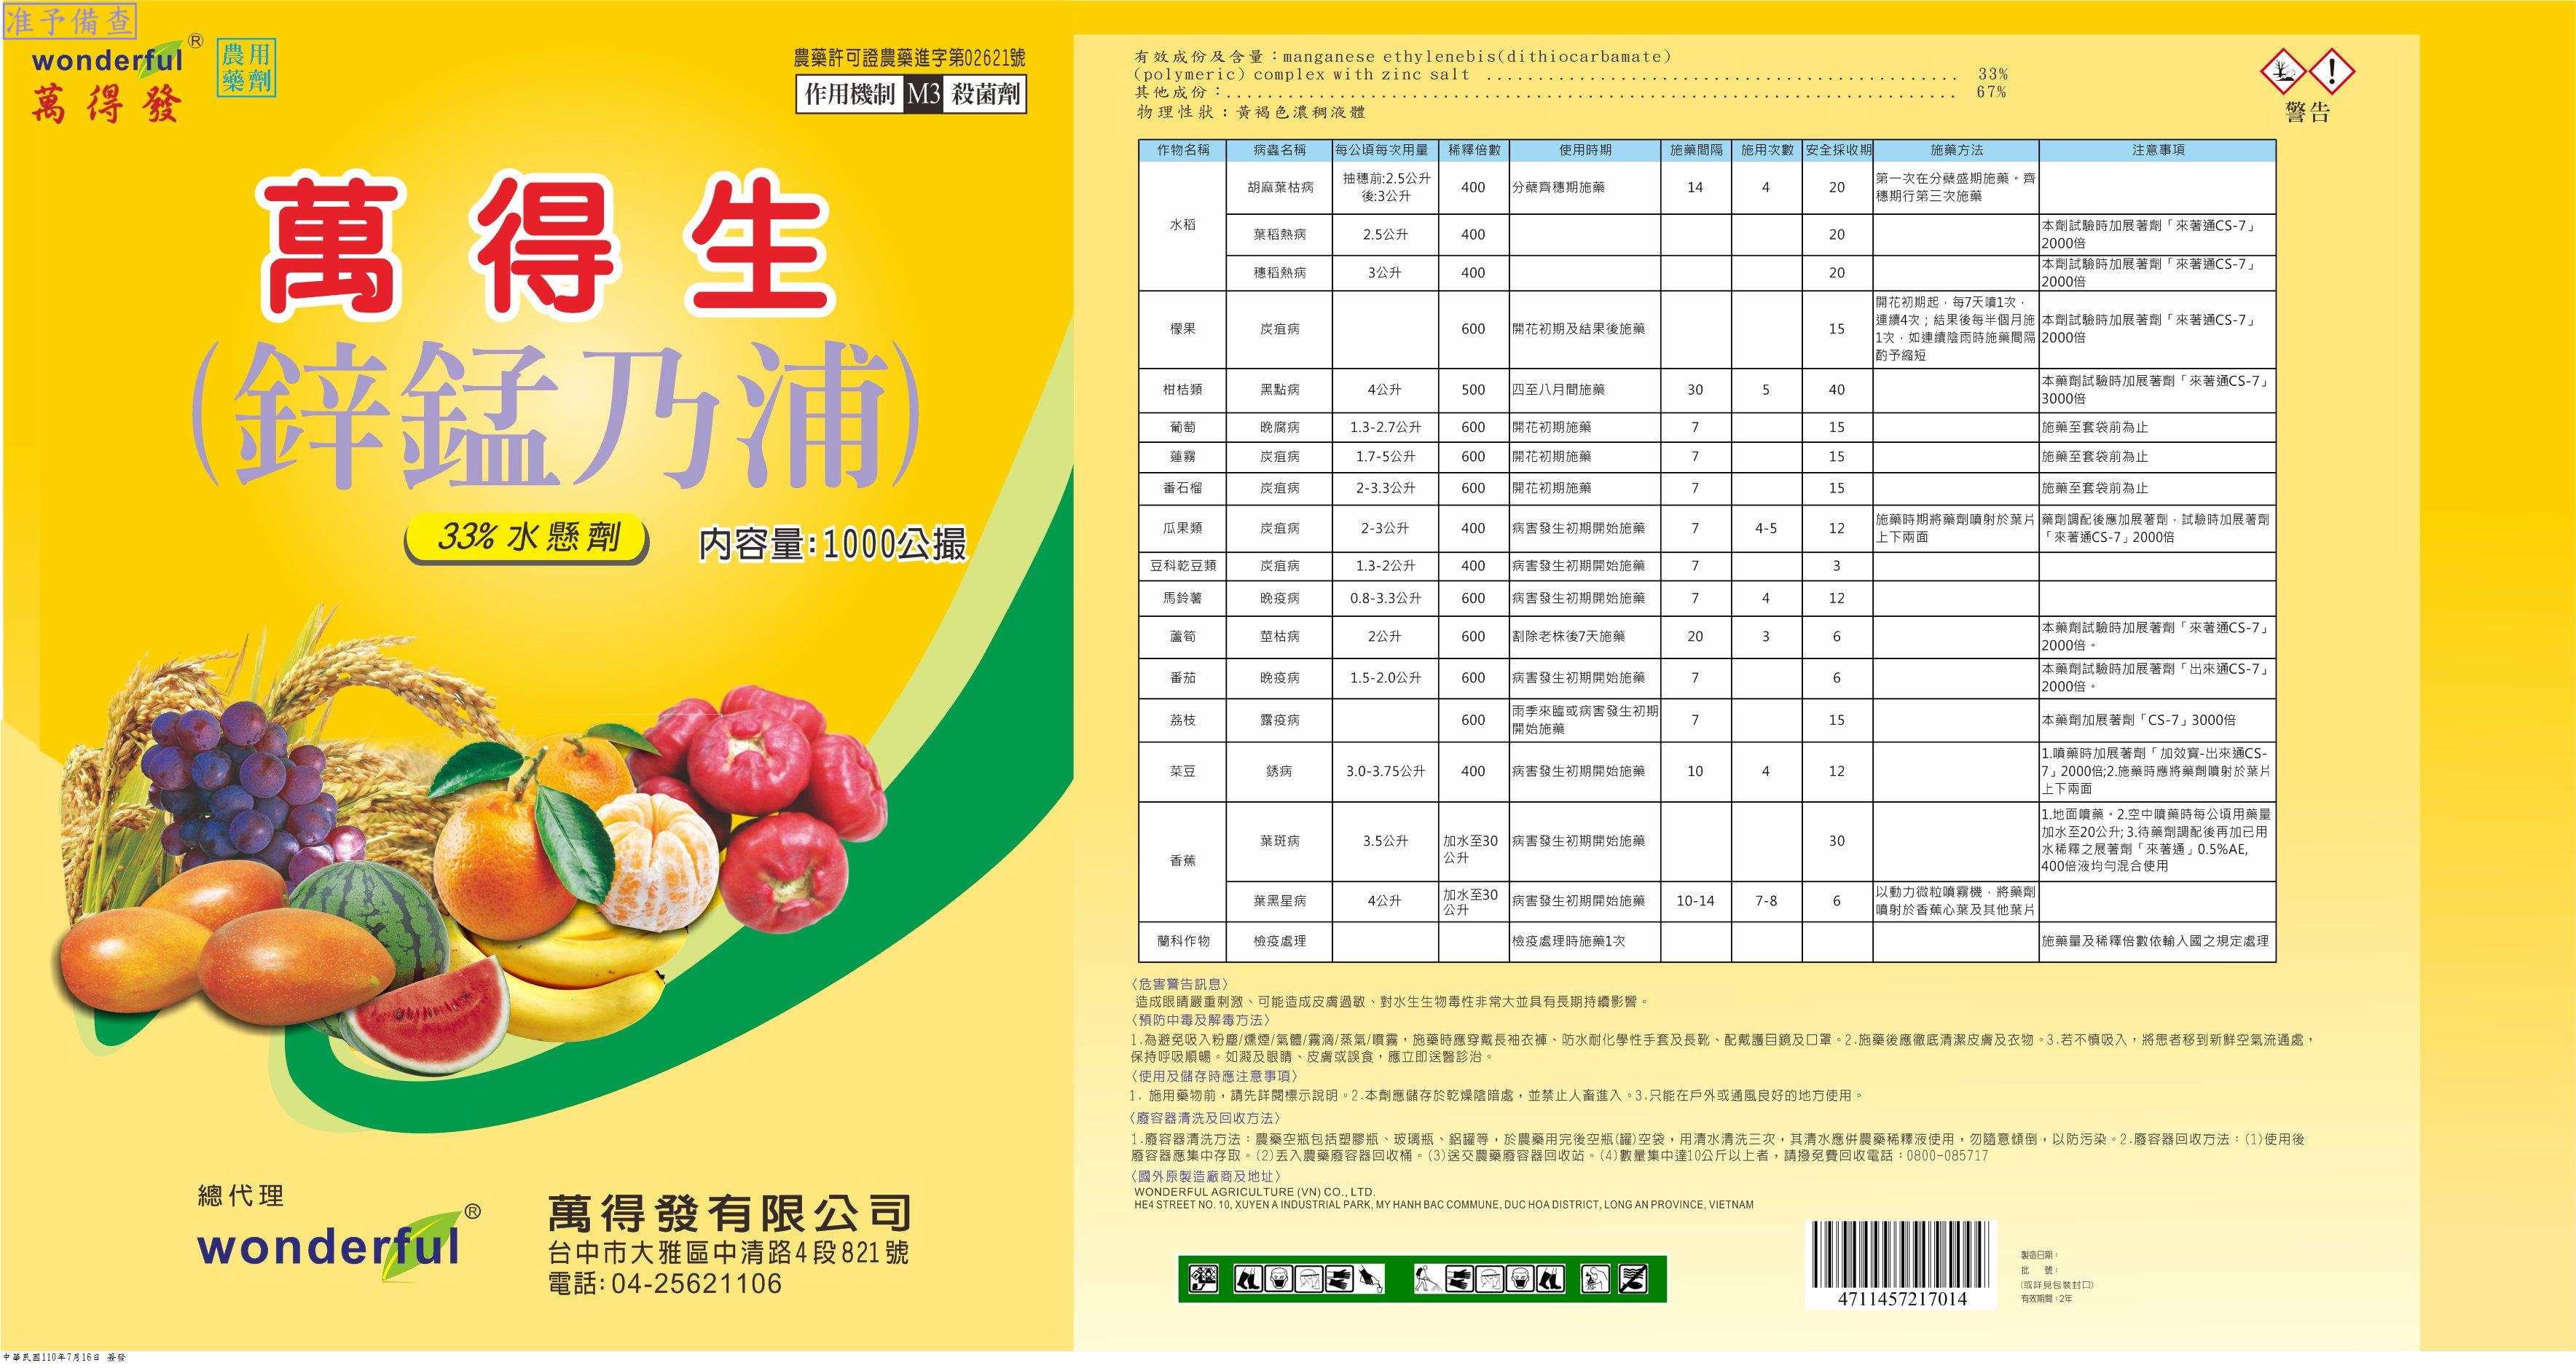 准予備查
wonderful®
萬得發
農用
藥劑
農藥許可證農藥進字第02621號
作用機制 M3 殺菌劑
萬得生
(鋅錳乃浦)
33% 水懸劑
內容量:1000公撮
總代理
wonderful®
萬得發有限公司
台中市大雅區中清路4段821號
電話:04-25621106
中華民國110年7月16日 簽發
有效成份及含量：manganese ethylenebis(dithiocarbamate)
(polymeric) complex with zinc salt ............ 33%
其他成份：............ 67%
物理性狀：黃褐色濃稠液體
警告
作物名稱 病蟲名稱 每公頃每次用量 稀釋倍數 使用時期 施藥間隔 施用次數 安全採收期 施藥方法 注意事項
水稻
胡麻葉枯病 抽穗前:2.5公升
後:3公升 400 分蘗齊穗期施藥 14 4 20 第一次在分蘗盛期施藥。齊
穗期行第三次施藥
葉稻熱病 2.5公升 400 20 本劑試驗時加展著劑「來著通CS-7」
2000倍
穗稻熱病 3公升 400 20 本劑試驗時加展著劑「來著通CS-7」
2000倍
檬果 炭疽病 600 開花初期及結果後施藥 15
開花初期起，每7天噴1次，
連續4次；結果後每半個月施
1次，如連續陰雨時施藥間隔
酌予縮短
本劑試驗時加展著劑「來著通CS-7」
2000倍
柑桔類 黑點病 4公升 500 四至八月間施藥 30 5 40 本藥劑試驗時加展著劑「來著通CS-7」
3000倍
葡萄 晚腐病 1.3-2.7公升 600 開花初期施藥 7 15 施藥至套袋前為止
蓮霧 炭疽病 1.7-5公升 600 開花初期施藥 7 15 施藥至套袋前為止
番石榴 炭疽病 2-3.3公升 600 開花初期施藥 7 15 施藥至套袋前為止
瓜果類 炭疽病 2-3公升 400 病害發生初期開始施藥 7 4-5 12
施藥時期將藥劑噴射於葉片
上下兩面
藥劑調配後應加展著劑，試驗時加展著劑
「來著通CS-7」2000倍
豆科乾豆類 炭疽病 1.3-2公升 400 病害發生初期開始施藥 7 3
馬鈴薯 晚疫病 0.8-3.3公升 600 病害發生初期開始施藥 7 4 12
蘆筍 莖枯病 2公升 600 割除老株後7天施藥 20 3 6 本藥劑試驗時加展著劑「來著通CS-7」
2000倍。
番茄 晚疫病 1.5-2.0公升 600 病害發生初期開始施藥 7 6 本藥劑試驗時加展著劑「出來通CS-7」
2000倍。
荔枝 露疫病 600 雨季來臨或病害發生初期
開始施藥 7 15 本藥劑加展著劑「CS-7」3000倍
菜豆 銹病 3.0-3.75公升 400 病害發生初期開始施藥 10 4 12
1.噴藥時加展著劑「加效寶-出來通CS-
7」2000倍;2.施藥時應將藥劑噴射於葉片
上下兩面
香蕉
葉斑病 3.5公升 加水至30
公升 病害發生初期開始施藥 30
1.地面噴藥。2.空中噴藥時每公頃用藥量
加水至20公升; 3.待藥劑調配後再加已用
水稀釋之展著劑「來著通」0.5%AE,
400倍液均勻混合使用
葉黑星病 4公升 加水至30
公升 病害發生初期開始施藥 10-14 7-8 6 以動力微粒噴霧機，將藥劑
噴射於香蕉心葉及其他葉片
蘭科作物 檢疫處理 檢疫處理時施藥1次 施藥量及稀釋倍數依輸入國之規定處理
〈危害警告訊息〉
造成眼睛嚴重刺激、可能造成皮膚過敏、對水生生物毒性非常大並具有長期持續影響。
〈預防中毒及解毒方法〉
1.為避免吸入粉塵/燻煙/氣體/霧滴/蒸氣/噴霧，施藥時應穿戴長袖衣褲、防水耐化學性手套及長靴、配戴護目鏡及口罩。2.施藥後應徹底清潔皮膚及衣物。3.若不慎吸入，將患者移到新鮮空氣流通處，
保持呼吸順暢。如濺及眼睛、皮膚或誤食，應立即送醫診治。
〈使用及儲存時應注意事項〉
1. 施用藥物前，請先詳閱標示說明。2.本劑應儲存於乾燥陰暗處，並禁止人畜進入。3.只能在戶外或通風良好的地方使用。
〈廢容器清洗及回收方法〉
1.廢容器清洗方法：農藥空瓶包括塑膠瓶、玻璃瓶、鋁罐等，於農藥用完後空瓶(罐)空袋，用清水清洗三次，其清水應併農藥稀釋液使用，勿隨意傾倒，以防污染。2.廢容器回收方法：(1)使用後
廢容器應集中存取。(2)丟入農藥廢容器回收桶。(3)送交農藥廢容器回收站。(4)數量集中達10公斤以上者，請撥免費回收電話：0800-085717
〈國外原製造廠商及地址〉
WONDERFUL AGRICULTURE (VN) CO., LTD.
HE4 STREET NO. 10, XUYEN A INDUSTRIAL PARK, MY HANH BAC COMMUNE, DUC HOA DISTRICT, LONG AN PROVINCE, VIETNAM
4711457217014
製造日期：
批 號：
(或詳見包裝封口)
有效期間：2年